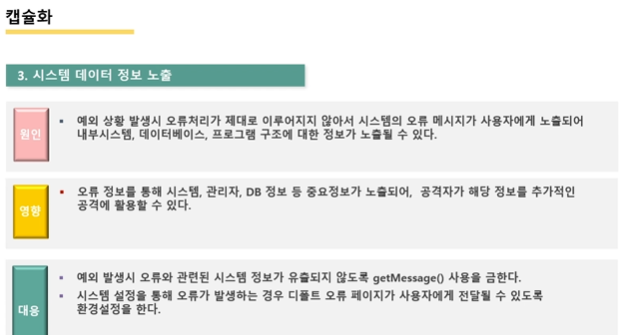 캡슐화
3. 시스템 데이터 정보 노출
원인
▪ 예외 상황 발생시 오류처리가 제대로 이루어지지 않아서 시스템의 오류 메시지가 사용자에게 노출되어
내부시스템, 데이터베이스, 프로그램 구조에 대한 정보가 노출될 수 있다.
영향
▪ 오류 정보를 통해 시스템, 관리자, DB 정보 등 중요정보가 노출되어, 공격자가 해당 정보를 추가적인
공격에 활용할 수 있다.
대응
▪ 예외 발생시 오류와 관련된 시스템 정보가 유출되지 않도록 getMessage() 사용을 금한다.
▪ 시스템 설정을 통해 오류가 발생하는 경우 디폴트 오류 페이지가 사용자에게 전달될 수 있도록
환경설정을 한다.